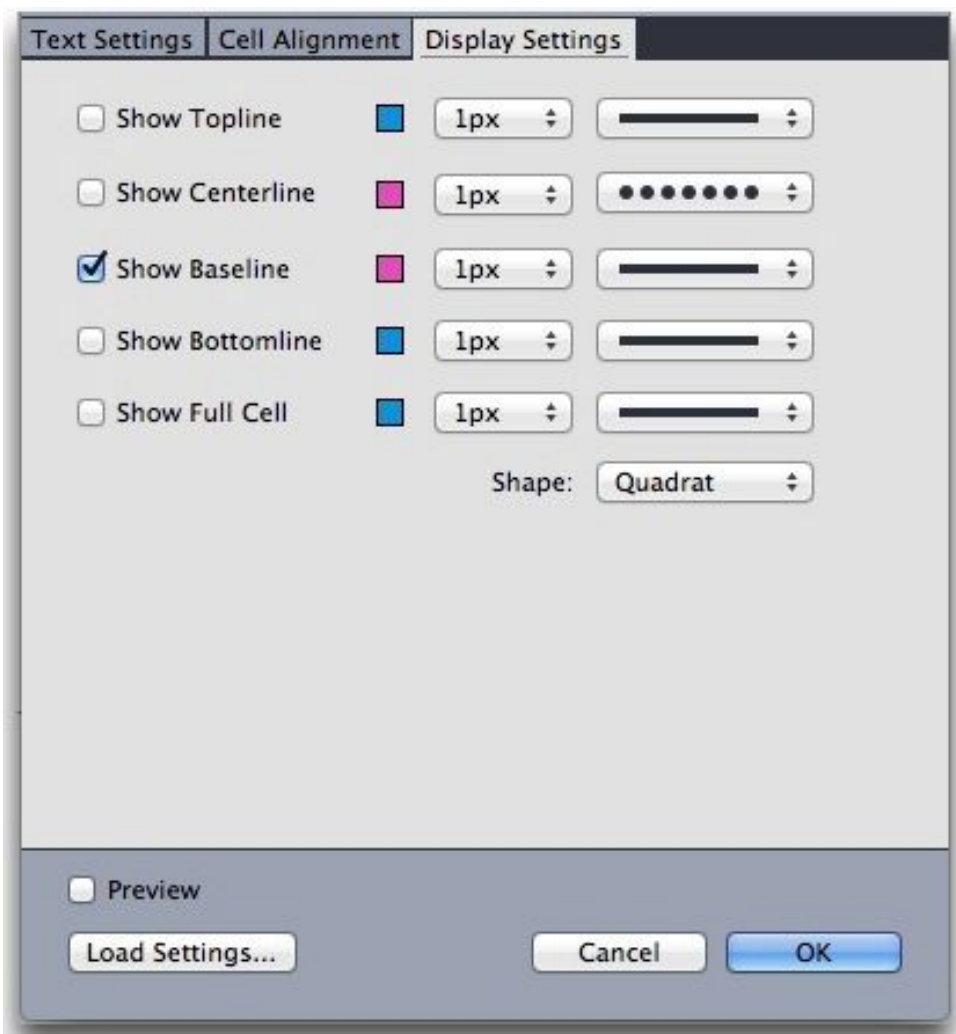 Text Settings Cell Alignment Display Settings
Show Topline 1px
Show Centerline 1px
Show Baseline 1px
Show Bottomline 1px
Show Full Cell 1px
Shape: Quadrat
Preview
Load Settings... Cancel OK